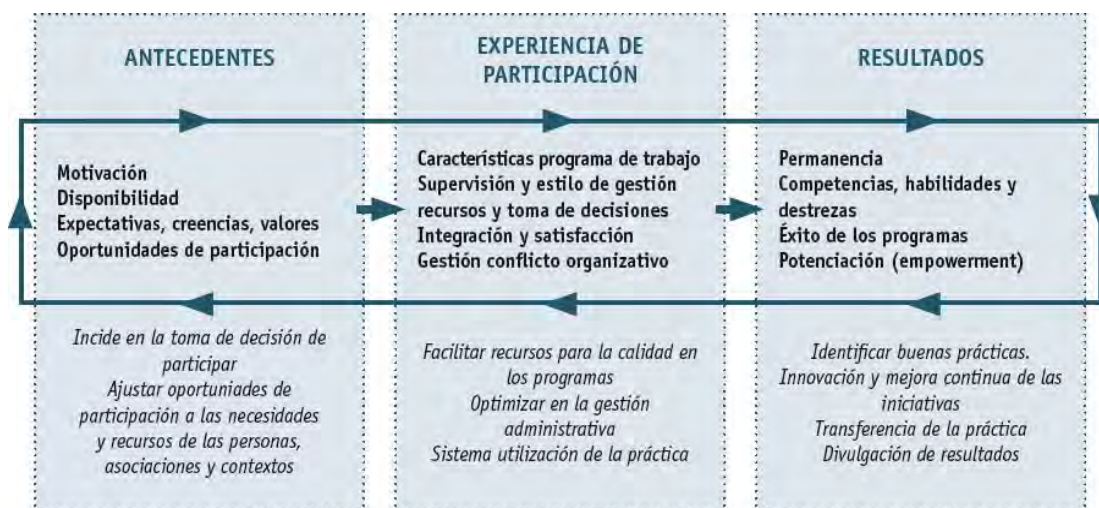 ANTECEDENTES
Motivación
Disponibilidad
Expectativas, creencias, valores
Oportunidades de participación
Incide en la toma de decisión de
participar
Ajustar oportuniades de
participación a las necesidades
y recursos de las personas,
asociaciones y contextos
EXPERIENCIA DE
PARTICIPACIÓN
Características programa de trabajo
Supervisión y estilo de gestión
recursos y toma de decisiones
Integración y satisfacción
Gestión conflicto organizativo
Facilitar recursos para la calidad en
los programas
Optimizar en la gestión
administrativa
Sistema utilización de la práctica
RESULTADOS
Permanencia
Competencias, habilidades y
destrezas
Éxito de los programas
Potenciación (empowerment)
Identificar buenas prácticas.
Innovación y mejora continua de las
iniciativas
Transferencia de la práctica
Divulgación de resultados